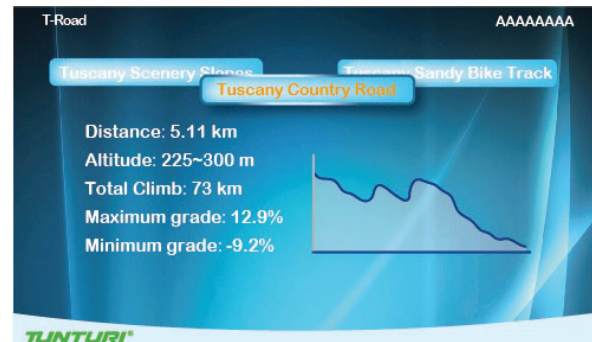 T-Road
AAAAAAAA
Tuscany Scenery Slopes
Tuscany Sandy Bike Track
Tuscany Country Road
Distance: 5.11 km
Altitude: 225~300 m
Total Climb: 73 km
Maximum grade: 12.9%
Minimum grade: -9.2%
TUNTURI®